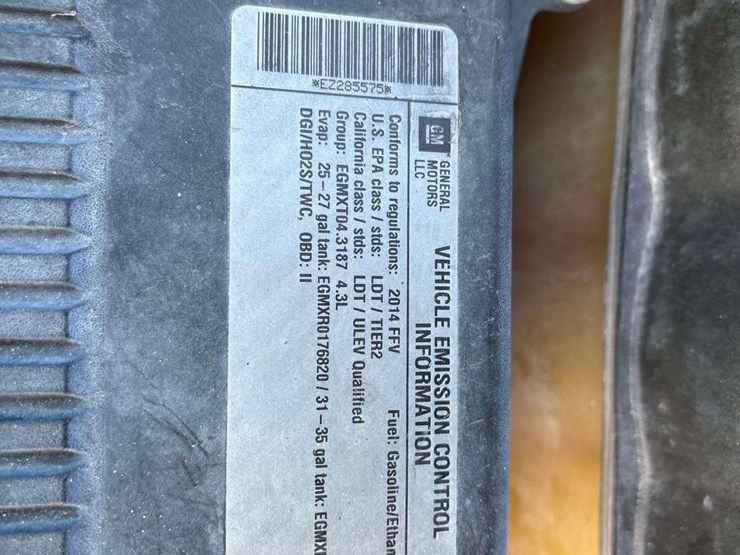 *EZ285575*
GM
GENERAL
MOTORS
LLC
VEHICLE EMISSION CONTROL
INFORMATION
Conforms to regulations: 2014 FFV Fuel: Gasoline/Ethan
U.S. EPA class / stds: LDT / TIER2
California class / stds: LDT / ULEV Qualified
Group: EGMXT04.3187 4.3L
Evap: 25-27 gal tank: EGMXR0176820 / 31-35 gal tank: EGMX
DGI/HO2S/TWC, OBD: II